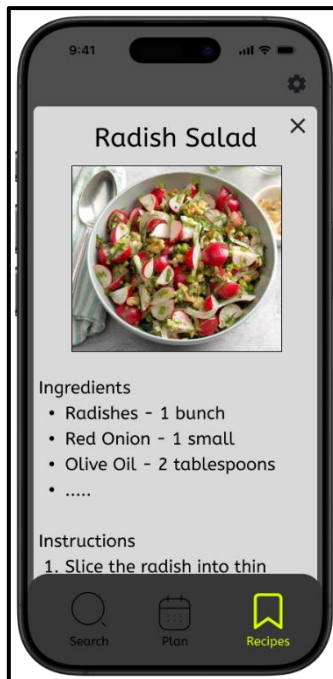 9:41
Radish Salad
Ingredients
• Radishes - 1 bunch
• Red Onion - 1 small
• Olive Oil - 2 tablespoons
• .....
Instructions
1. Slice the radish into thin
Search Plan Recipes